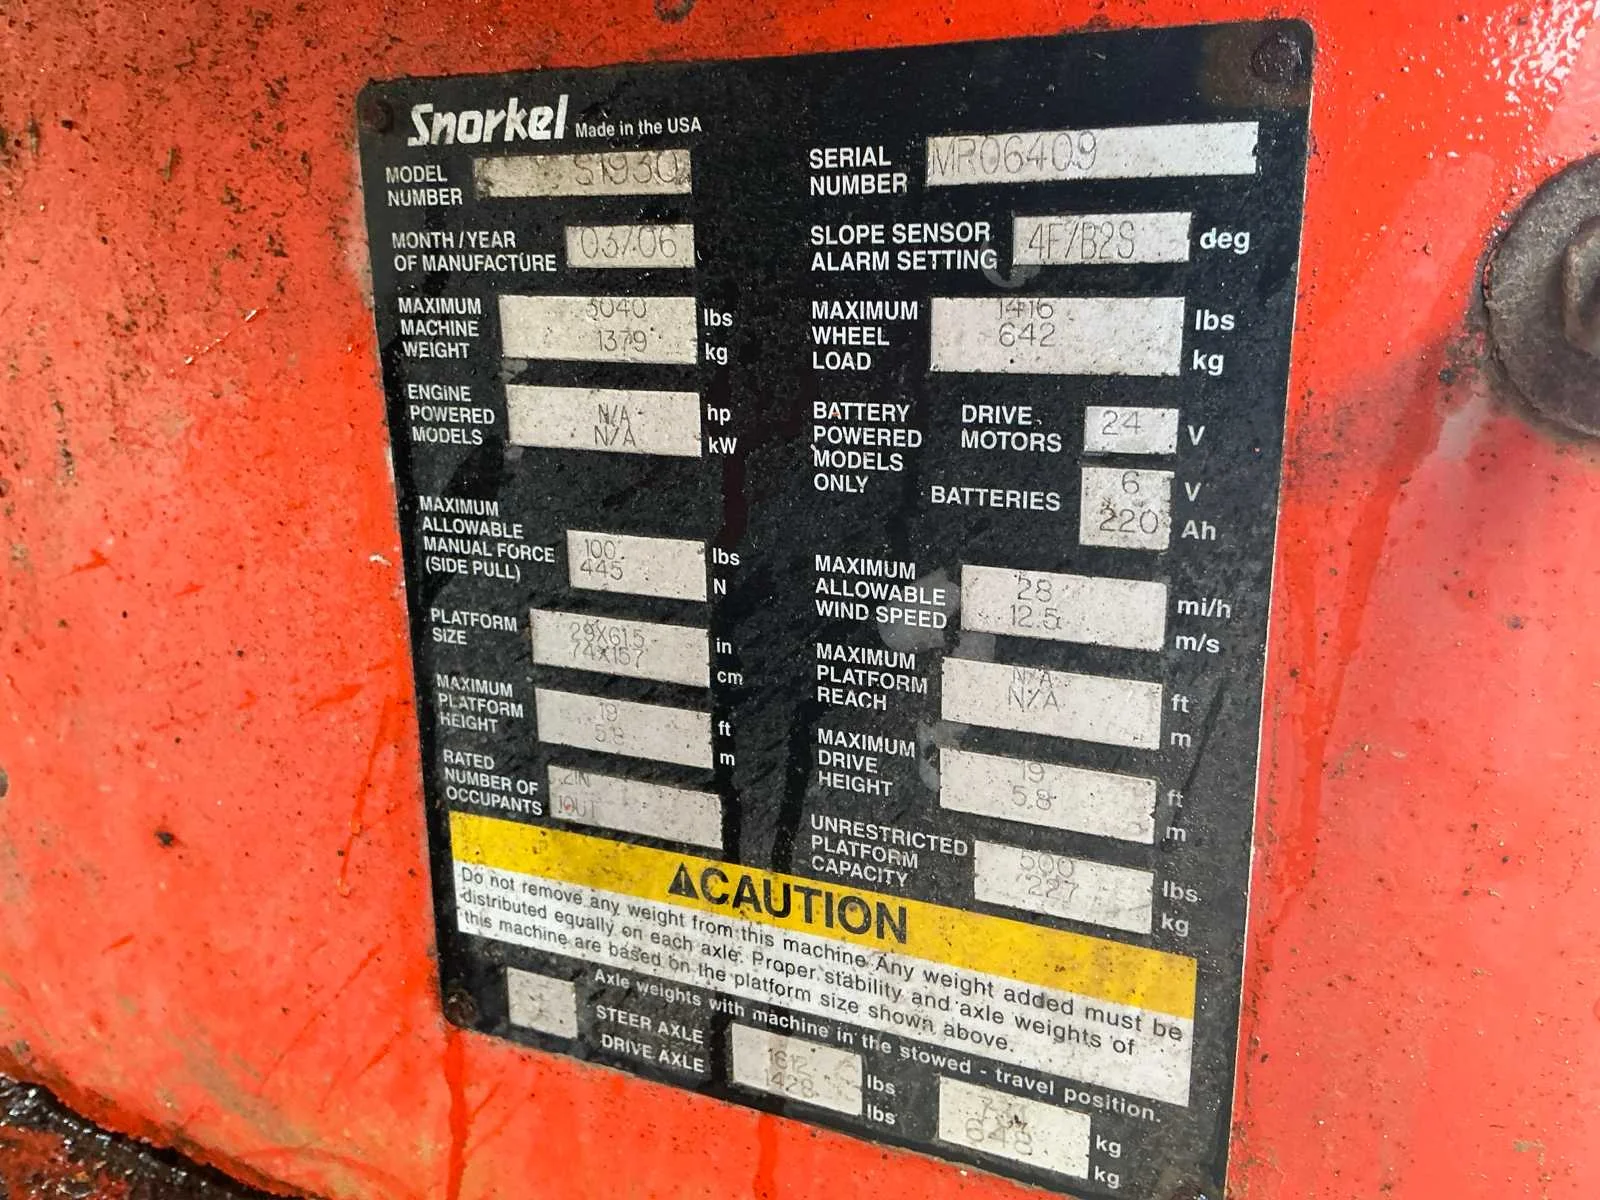 Snorkel Made in the USA
MODEL
NUMBER
S1930
MONTH / YEAR
OF MANUFACTURE
03/06
MAXIMUM
MACHINE
WEIGHT
3040 lbs
1379 kg
ENGINE
POWERED
MODELS
N/A hp
N/A kW
MAXIMUM
ALLOWABLE
MANUAL FORCE
(SIDE PULL)
100 lbs
445 N
PLATFORM
SIZE
29X61.5 in
74X157 cm
MAXIMUM
PLATFORM
HEIGHT
19 ft
5.8 m
RATED
NUMBER OF
OCCUPANTS
2IN
1OUT
SERIAL
NUMBER
MR06409
SLOPE SENSOR
ALARM SETTING
4F/B2S deg
MAXIMUM
WHEEL
LOAD
1416 lbs
642 kg
BATTERY
POWERED
MODELS
ONLY
DRIVE
MOTORS
24 V
BATTERIES
6 V
220 Ah
MAXIMUM
ALLOWABLE
WIND SPEED
28 mi/h
12.5 m/s
MAXIMUM
PLATFORM
REACH
N/A ft
N/A m
MAXIMUM
DRIVE
HEIGHT
19 ft
5.8 m
UNRESTRICTED
PLATFORM
CAPACITY
500 lbs
227 kg
CAUTION
Do not remove any weight from this machine. Any weight added must be
distributed equally on each axle. Proper stability and axle weights of
this machine are based on the platform size shown above.
Axle weights with machine in the stowed - travel position.
STEER AXLE 1612 lbs 731 kg
DRIVE AXLE 1428 lbs 648 kg